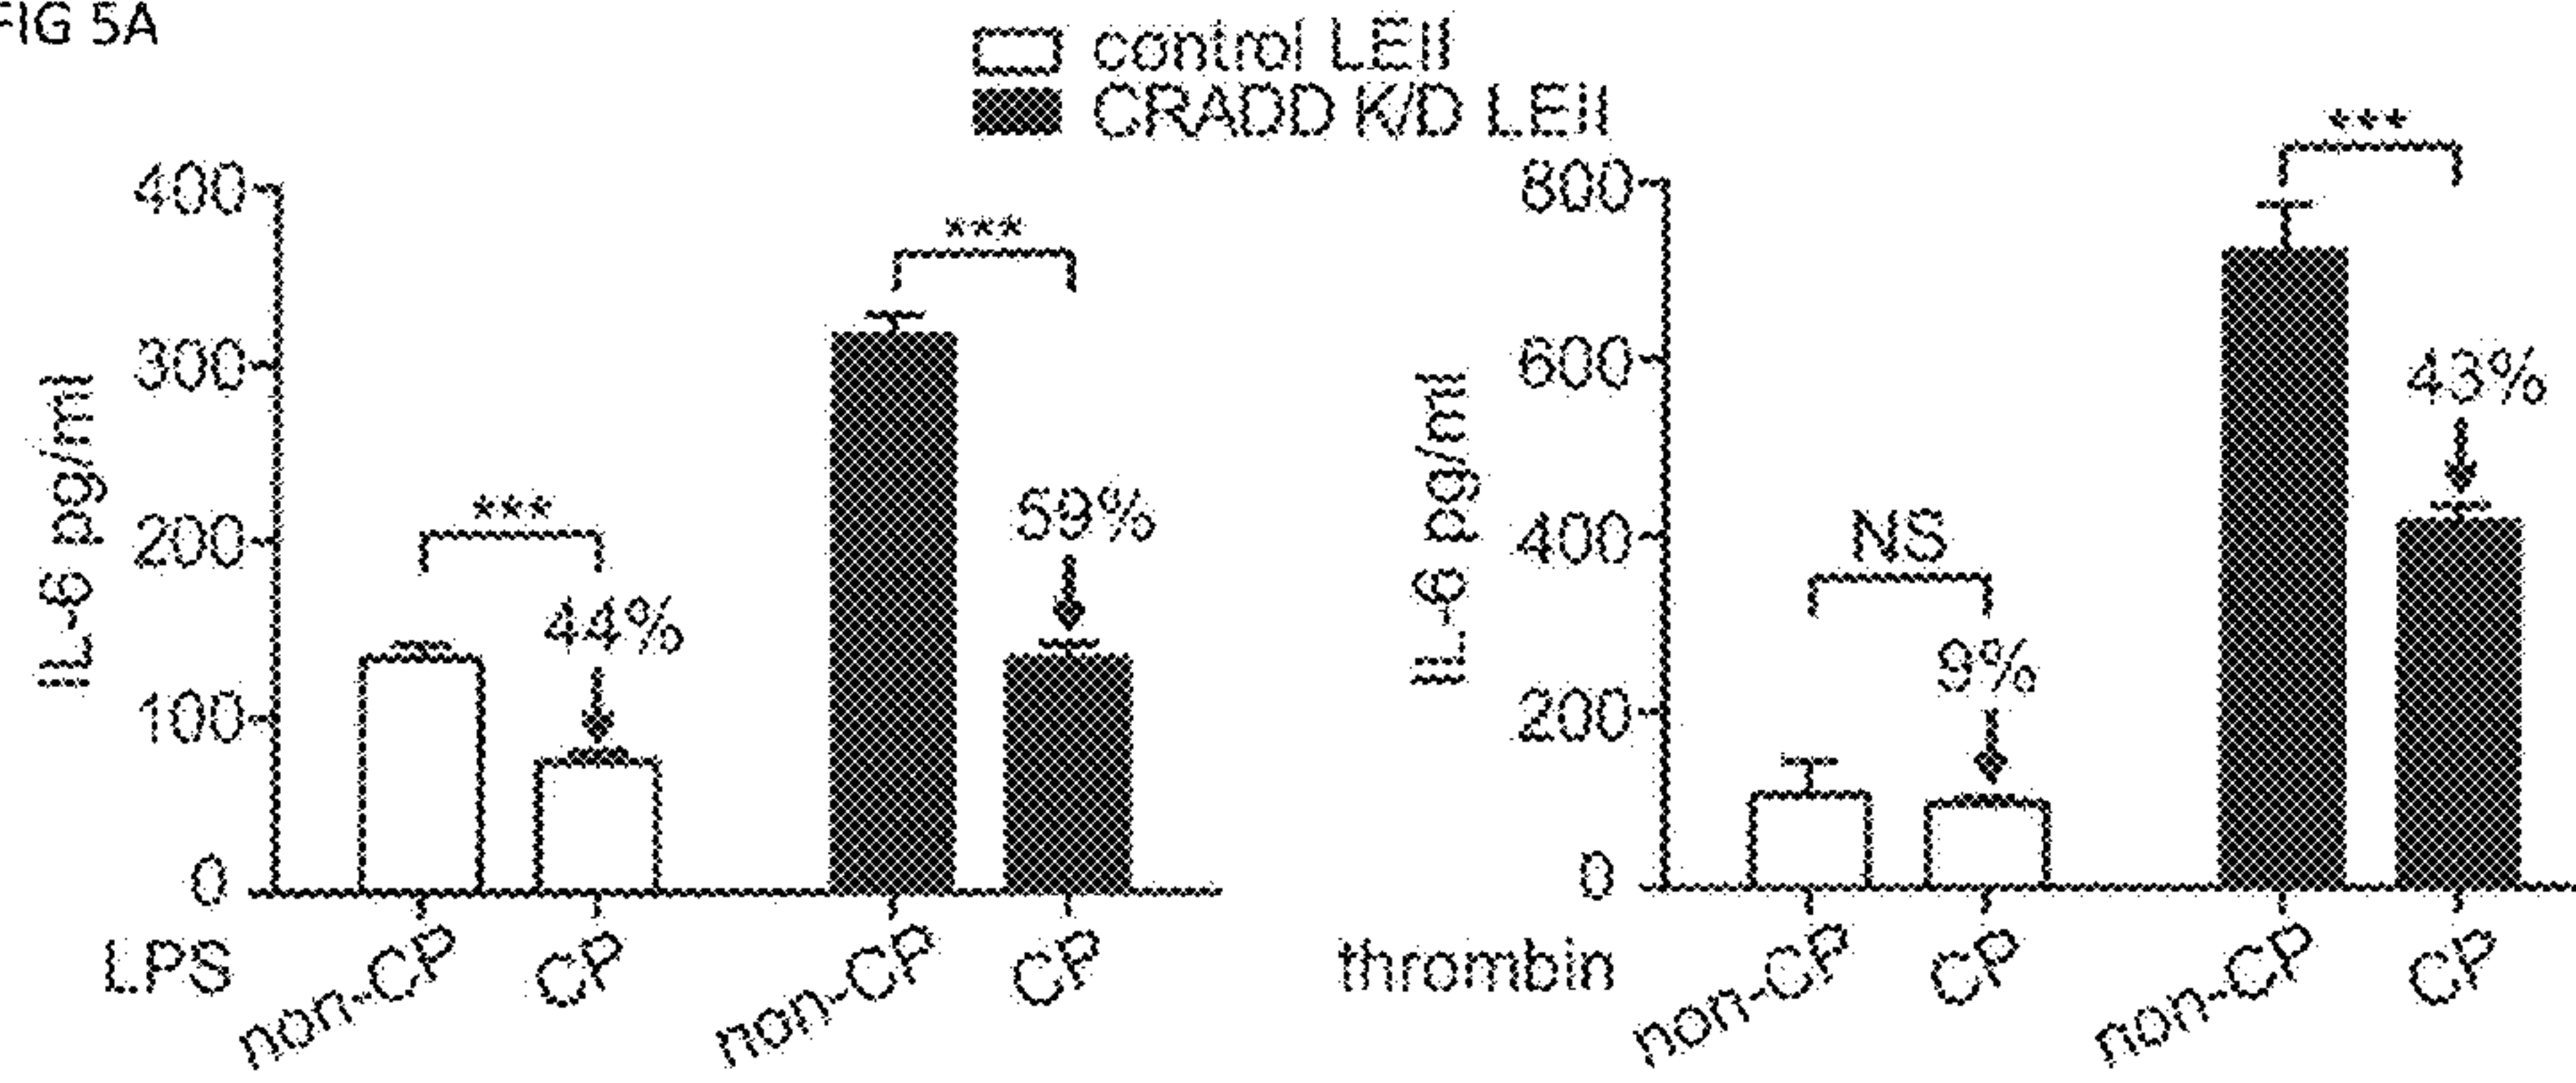 FIG 5A
control LEII
CRADD K/D LEII
IL-6 pg/ml
400
300
200
100
0
***
44%
***
59%
LPS
non-CP
CP
non-CP
CP
IL-6 pg/ml
800
600
400
200
0
NS
9%
***
43%
thrombin
non-CP
CP
non-CP
CP